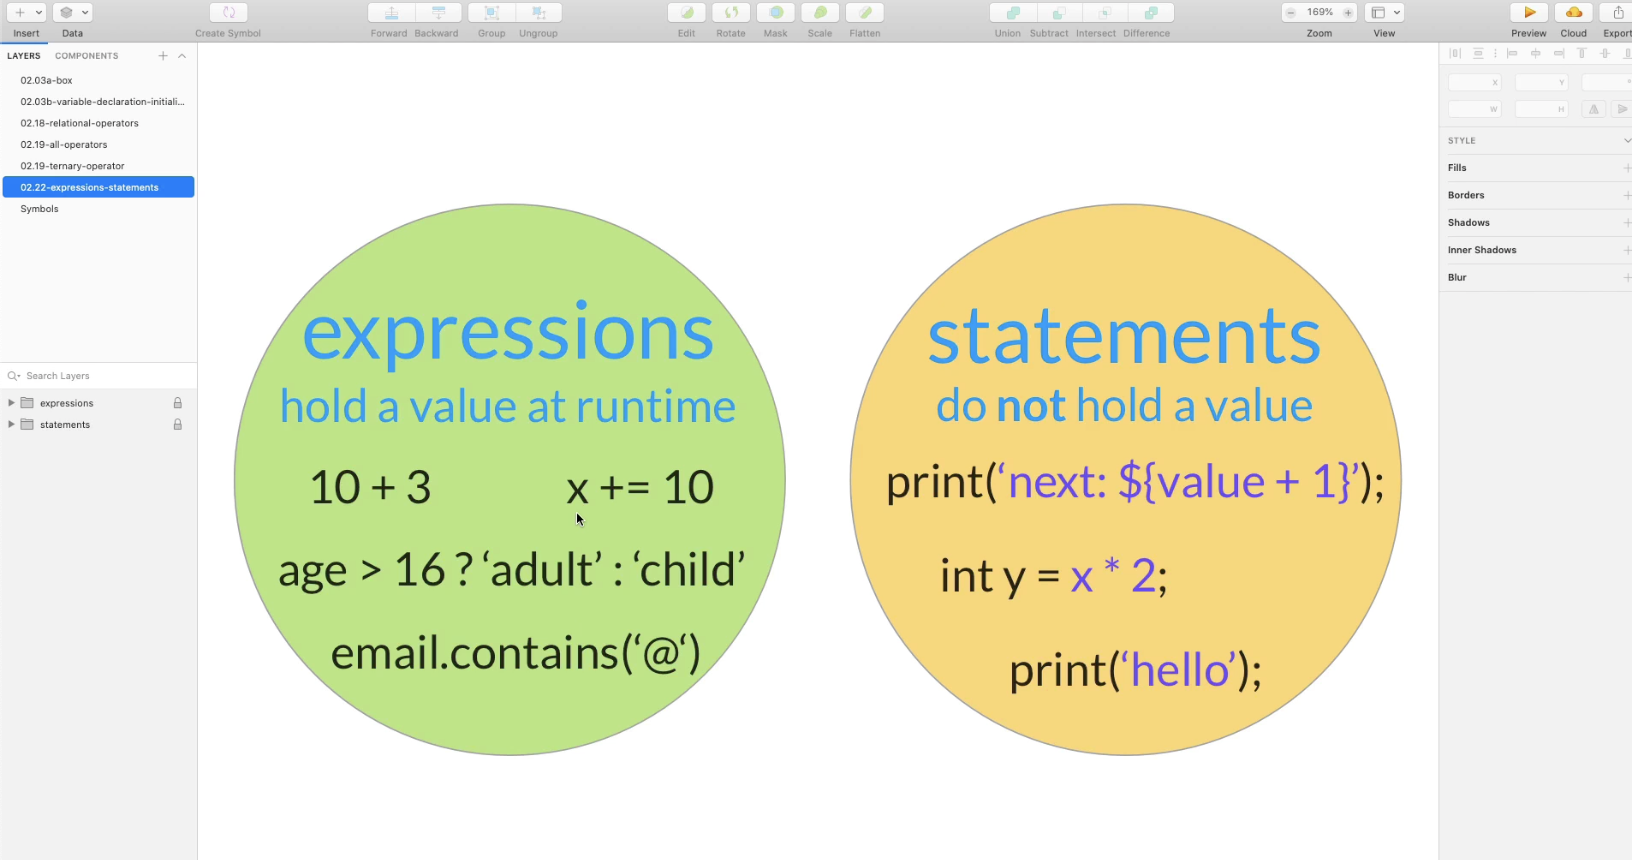 169%
Insert Data Create Symbol Forward Backward Group Ungroup Edit Rotate Mask Scale Flatten Union Subtract Intersect Difference Zoom View Preview Cloud Export
LAYERS COMPONENTS
02.03a-box
02.03b-variable-declaration-initiali...
02.18-relational-operators
02.19-all-operators
02.19-ternary-operator
02.22-expressions-statements
Symbols
Search Layers
expressions
statements
expressions
hold a value at runtime
10 + 3 x += 10
age > 16 ? ‘adult’ : ‘child’
email.contains(‘@‘)
statements
do not hold a value
print(‘next: ${value + 1}’);
int y = x * 2;
print(‘hello’);
X Y °
W H
STYLE
Fills
Borders
Shadows
Inner Shadows
Blur